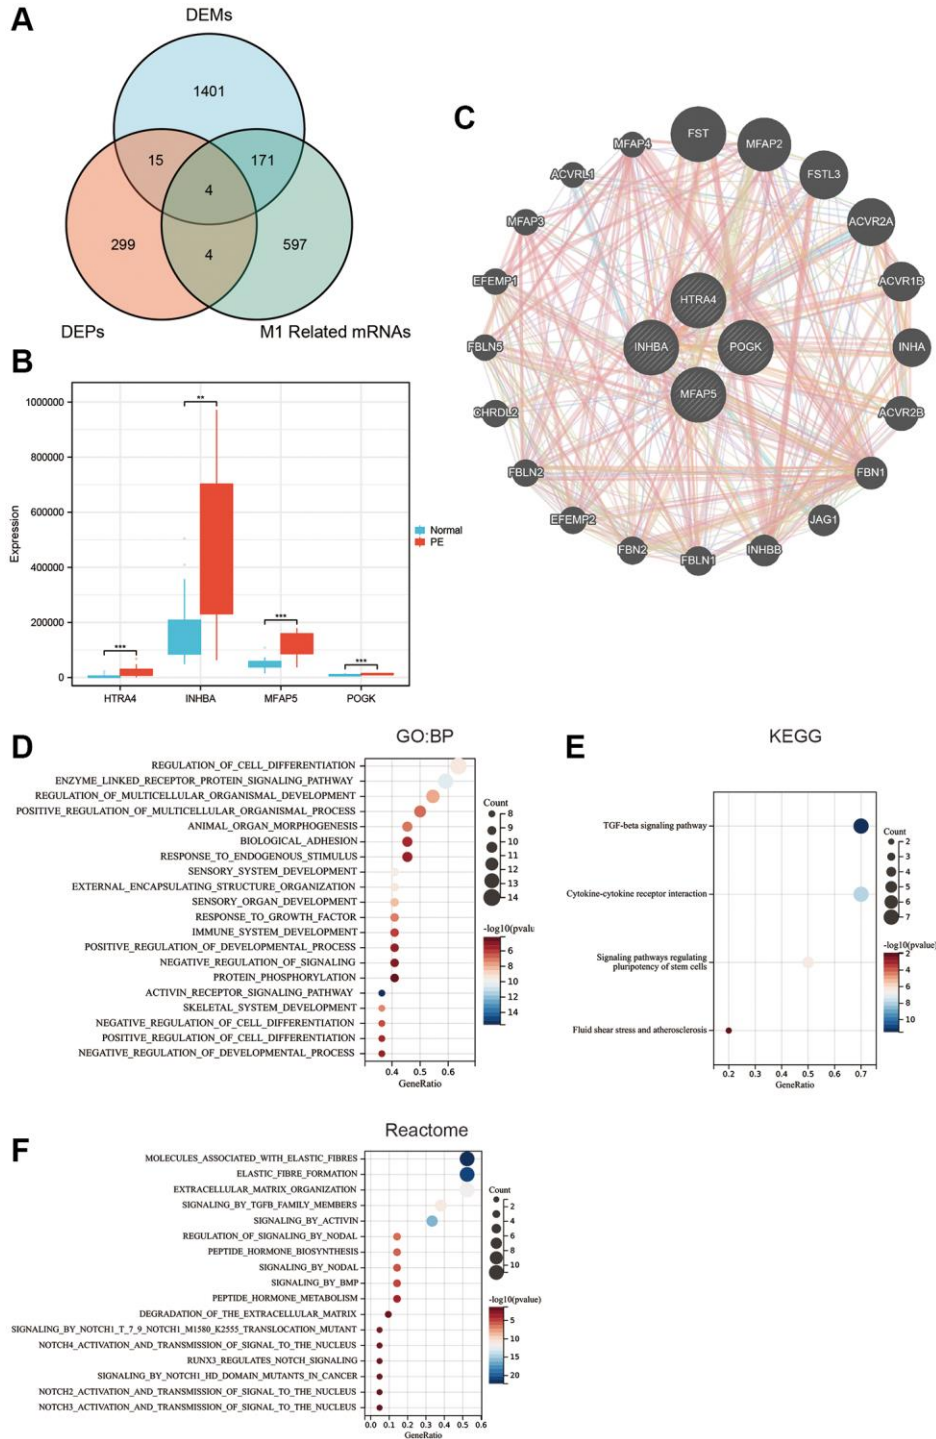 A
DEMs
1401
15
171
4
299
4
597
DEPs
M1 Related mRNAs
B
1000000
800000
600000
400000
200000
0
Expression
**
***
***
***
HTRA4
INHBA
MFAP5
POGK
Normal
PE
C
FST
MFAP2
FSTL3
ACVR2A
ACVR1B
INHA
ACVR2B
FBN1
JAG1
INHBB
FBLN1
FBN2
EFEMP2
FBLN2
CHRDL2
FBLN5
EFEMP1
MFAP3
ACVRL1
MFAP4
HTRA4
INHBA
POGK
MFAP5
D
GO:BP
REGULATION_OF_CELL_DIFFERENTIATION
ENZYME_LINKED_RECEPTOR_PROTEIN_SIGNALING_PATHWAY
REGULATION_OF_MULTICELLULAR_ORGANISMAL_DEVELOPMENT
POSITIVE_REGULATION_OF_MULTICELLULAR_ORGANISMAL_PROCESS
ANIMAL_ORGAN_MORPHOGENESIS
BIOLOGICAL_ADHESION
RESPONSE_TO_ENDOGENOUS_STIMULUS
SENSORY_SYSTEM_DEVELOPMENT
EXTERNAL_ENCAPSULATING_STRUCTURE_ORGANIZATION
SENSORY_ORGAN_DEVELOPMENT
RESPONSE_TO_GROWTH_FACTOR
IMMUNE_SYSTEM_DEVELOPMENT
POSITIVE_REGULATION_OF_DEVELOPMENTAL_PROCESS
NEGATIVE_REGULATION_OF_SIGNALING
PROTEIN_PHOSPHORYLATION
ACTIVIN_RECEPTOR_SIGNALING_PATHWAY
SKELETAL_SYSTEM_DEVELOPMENT
NEGATIVE_REGULATION_OF_CELL_DIFFERENTIATION
POSITIVE_REGULATION_OF_CELL_DIFFERENTIATION
NEGATIVE_REGULATION_OF_DEVELOPMENTAL_PROCESS
0.4 0.5 0.6
GeneRatio
Count
8
9
10
11
12
13
14
-log10(pvalu
6
8
10
12
14
E
KEGG
TGF-beta signaling pathway
Cytokine-cytokine receptor interaction
Signaling pathways regulating
pluripotency of stem cells
Fluid shear stress and atherosclerosis
0.2 0.3 0.4 0.5 0.6 0.7
GeneRatio
Count
2
3
4
5
6
7
-log10(pvalue)
2
4
6
8
10
F
Reactome
MOLECULES_ASSOCIATED_WITH_ELASTIC_FIBRES
ELASTIC_FIBRE_FORMATION
EXTRACELLULAR_MATRIX_ORGANIZATION
SIGNALING_BY_TGFB_FAMILY_MEMBERS
SIGNALING_BY_ACTIVIN
REGULATION_OF_SIGNALING_BY_NODAL
PEPTIDE_HORMONE_BIOSYNTHESIS
SIGNALING_BY_NODAL
SIGNALING_BY_BMP
PEPTIDE_HORMONE_METABOLISM
DEGRADATION_OF_THE_EXTRACELLULAR_MATRIX
SIGNALING_BY_NOTCH1_T_7_9_NOTCH1_M1580_K2555_TRANSLOCATION_MUTANT
NOTCH4_ACTIVATION_AND_TRANSMISSION_OF_SIGNAL_TO_THE_NUCLEUS
RUNX3_REGULATES_NOTCH_SIGNALING
SIGNALING_BY_NOTCH1_HD_DOMAIN_MUTANTS_IN_CANCER
NOTCH2_ACTIVATION_AND_TRANSMISSION_OF_SIGNAL_TO_THE_NUCLEUS
NOTCH3_ACTIVATION_AND_TRANSMISSION_OF_SIGNAL_TO_THE_NUCLEUS
0.0 0.1 0.2 0.3 0.4 0.5 0.6
GeneRatio
Count
2
4
6
8
10
-log10(pvalue)
5
10
15
20